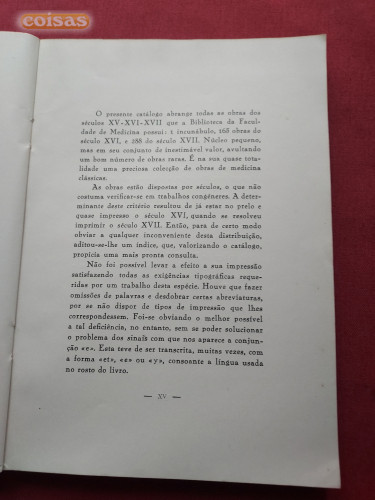 coisas
O presente catálogo abrange todas as obras dos
séculos XV-XVI-XVII que a Biblioteca da Facul-
dade de Medicina possui: 1 incunábulo, 168 obras do
século XVI, e 188 do século XVII. Núcleo pequeno,
mas em seu conjunto de inestimável valor, avultando
um bom número de obras raras. É na sua quase tota-
lidade uma preciosa colecção de obras de medicina
clássicas.
As obras estão dispostas por séculos, o que não
costuma verificar-se em trabalhos congéneres. A deter-
minante deste critério resultou de já estar no prelo e
quase impresso o século XVI, quando se resolveu
imprimir o século XVII. Então, para de certo modo
obviar a qualquer inconveniente desta distribuição,
aditou-se-lhe um índice, que, valorizando o catálogo,
propicia uma mais pronta consulta.
Não foi possível levar a efeito a sua impressão
satisfazendo todas as exigências tipográficas reque-
ridas por um trabalho desta espécie. Houve que fazer
omissões de palavras e desdobrar certas abreviaturas,
por se não dispor de tipos de impressão que lhes
correspondessem. Foi-se obviando o melhor possível
a tal deficiência, no entanto, sem se poder solucionar
o problema dos sinais com que nos aparece a conjun-
ção «e». Esta teve de ser transcrita, muitas vezes, com
a forma «et», «e» ou «y», consoante a língua usada
no rosto do livro.
— XV —